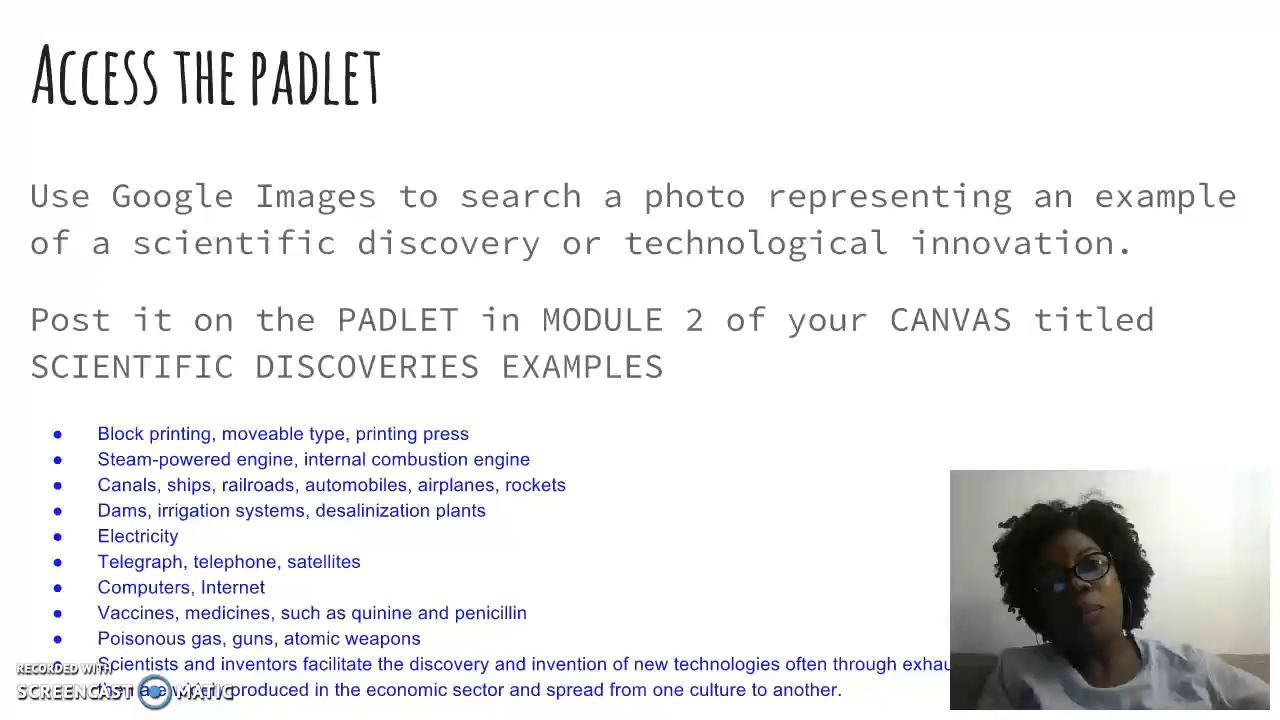 ACCESS THE PADLET
Use Google Images to search a photo representing an example
of a scientific discovery or technological innovation.
Post it on the PADLET in MODULE 2 of your CANVAS titled
SCIENTIFIC DISCOVERIES EXAMPLES
● Block printing, moveable type, printing press
● Steam-powered engine, internal combustion engine
● Canals, ships, railroads, automobiles, airplanes, rockets
● Dams, irrigation systems, desalinization plants
● Electricity
● Telegraph, telephone, satellites
● Computers, Internet
● Vaccines, medicines, such as quinine and penicillin
● Poisonous gas, guns, atomic weapons
● Scientists and inventors facilitate the discovery and invention of new technologies often through
produced in the economic sector and spread from one culture to another.
RECORDED WITH
SCREENCAST MATIC